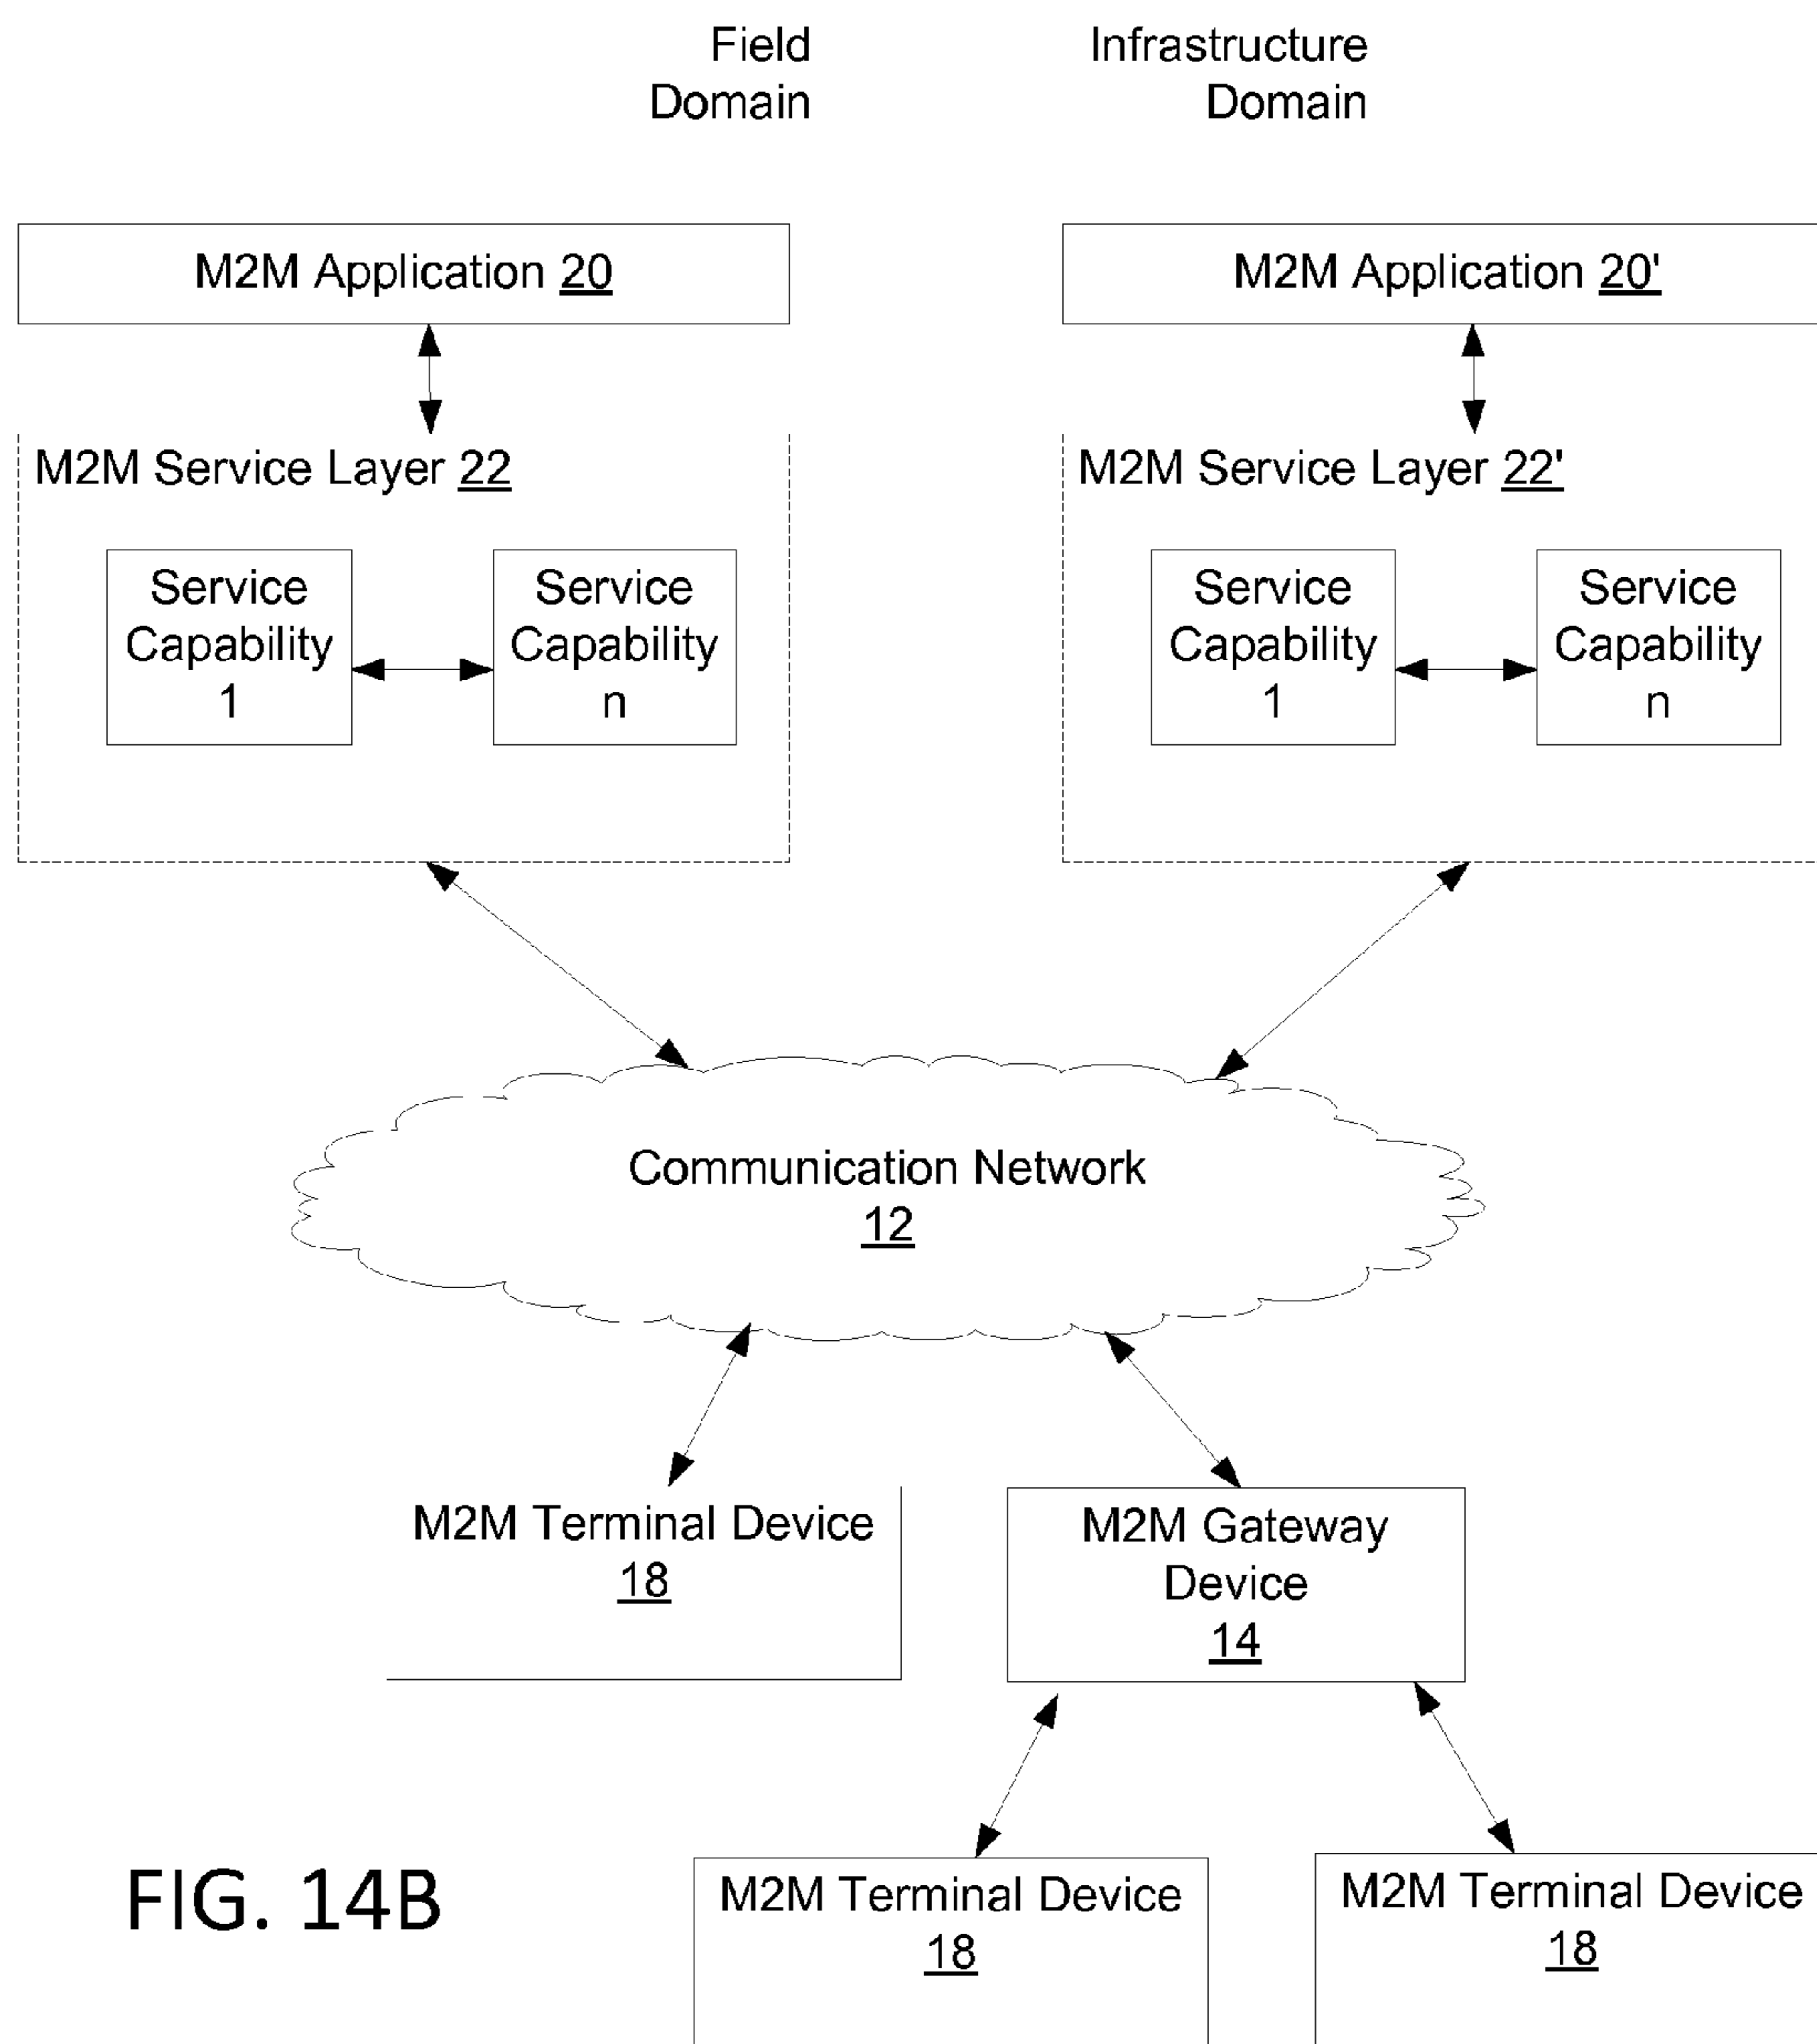 Field
Domain
Infrastructure
Domain
M2M Application 20
M2M Application 20'
M2M Service Layer 22
M2M Service Layer 22'
Service
Capability
1
Service
Capability
n
Service
Capability
1
Service
Capability
n
Communication Network
12
M2M Terminal Device
18
M2M Gateway
Device
14
M2M Terminal Device
18
M2M Terminal Device
18
FIG. 14B